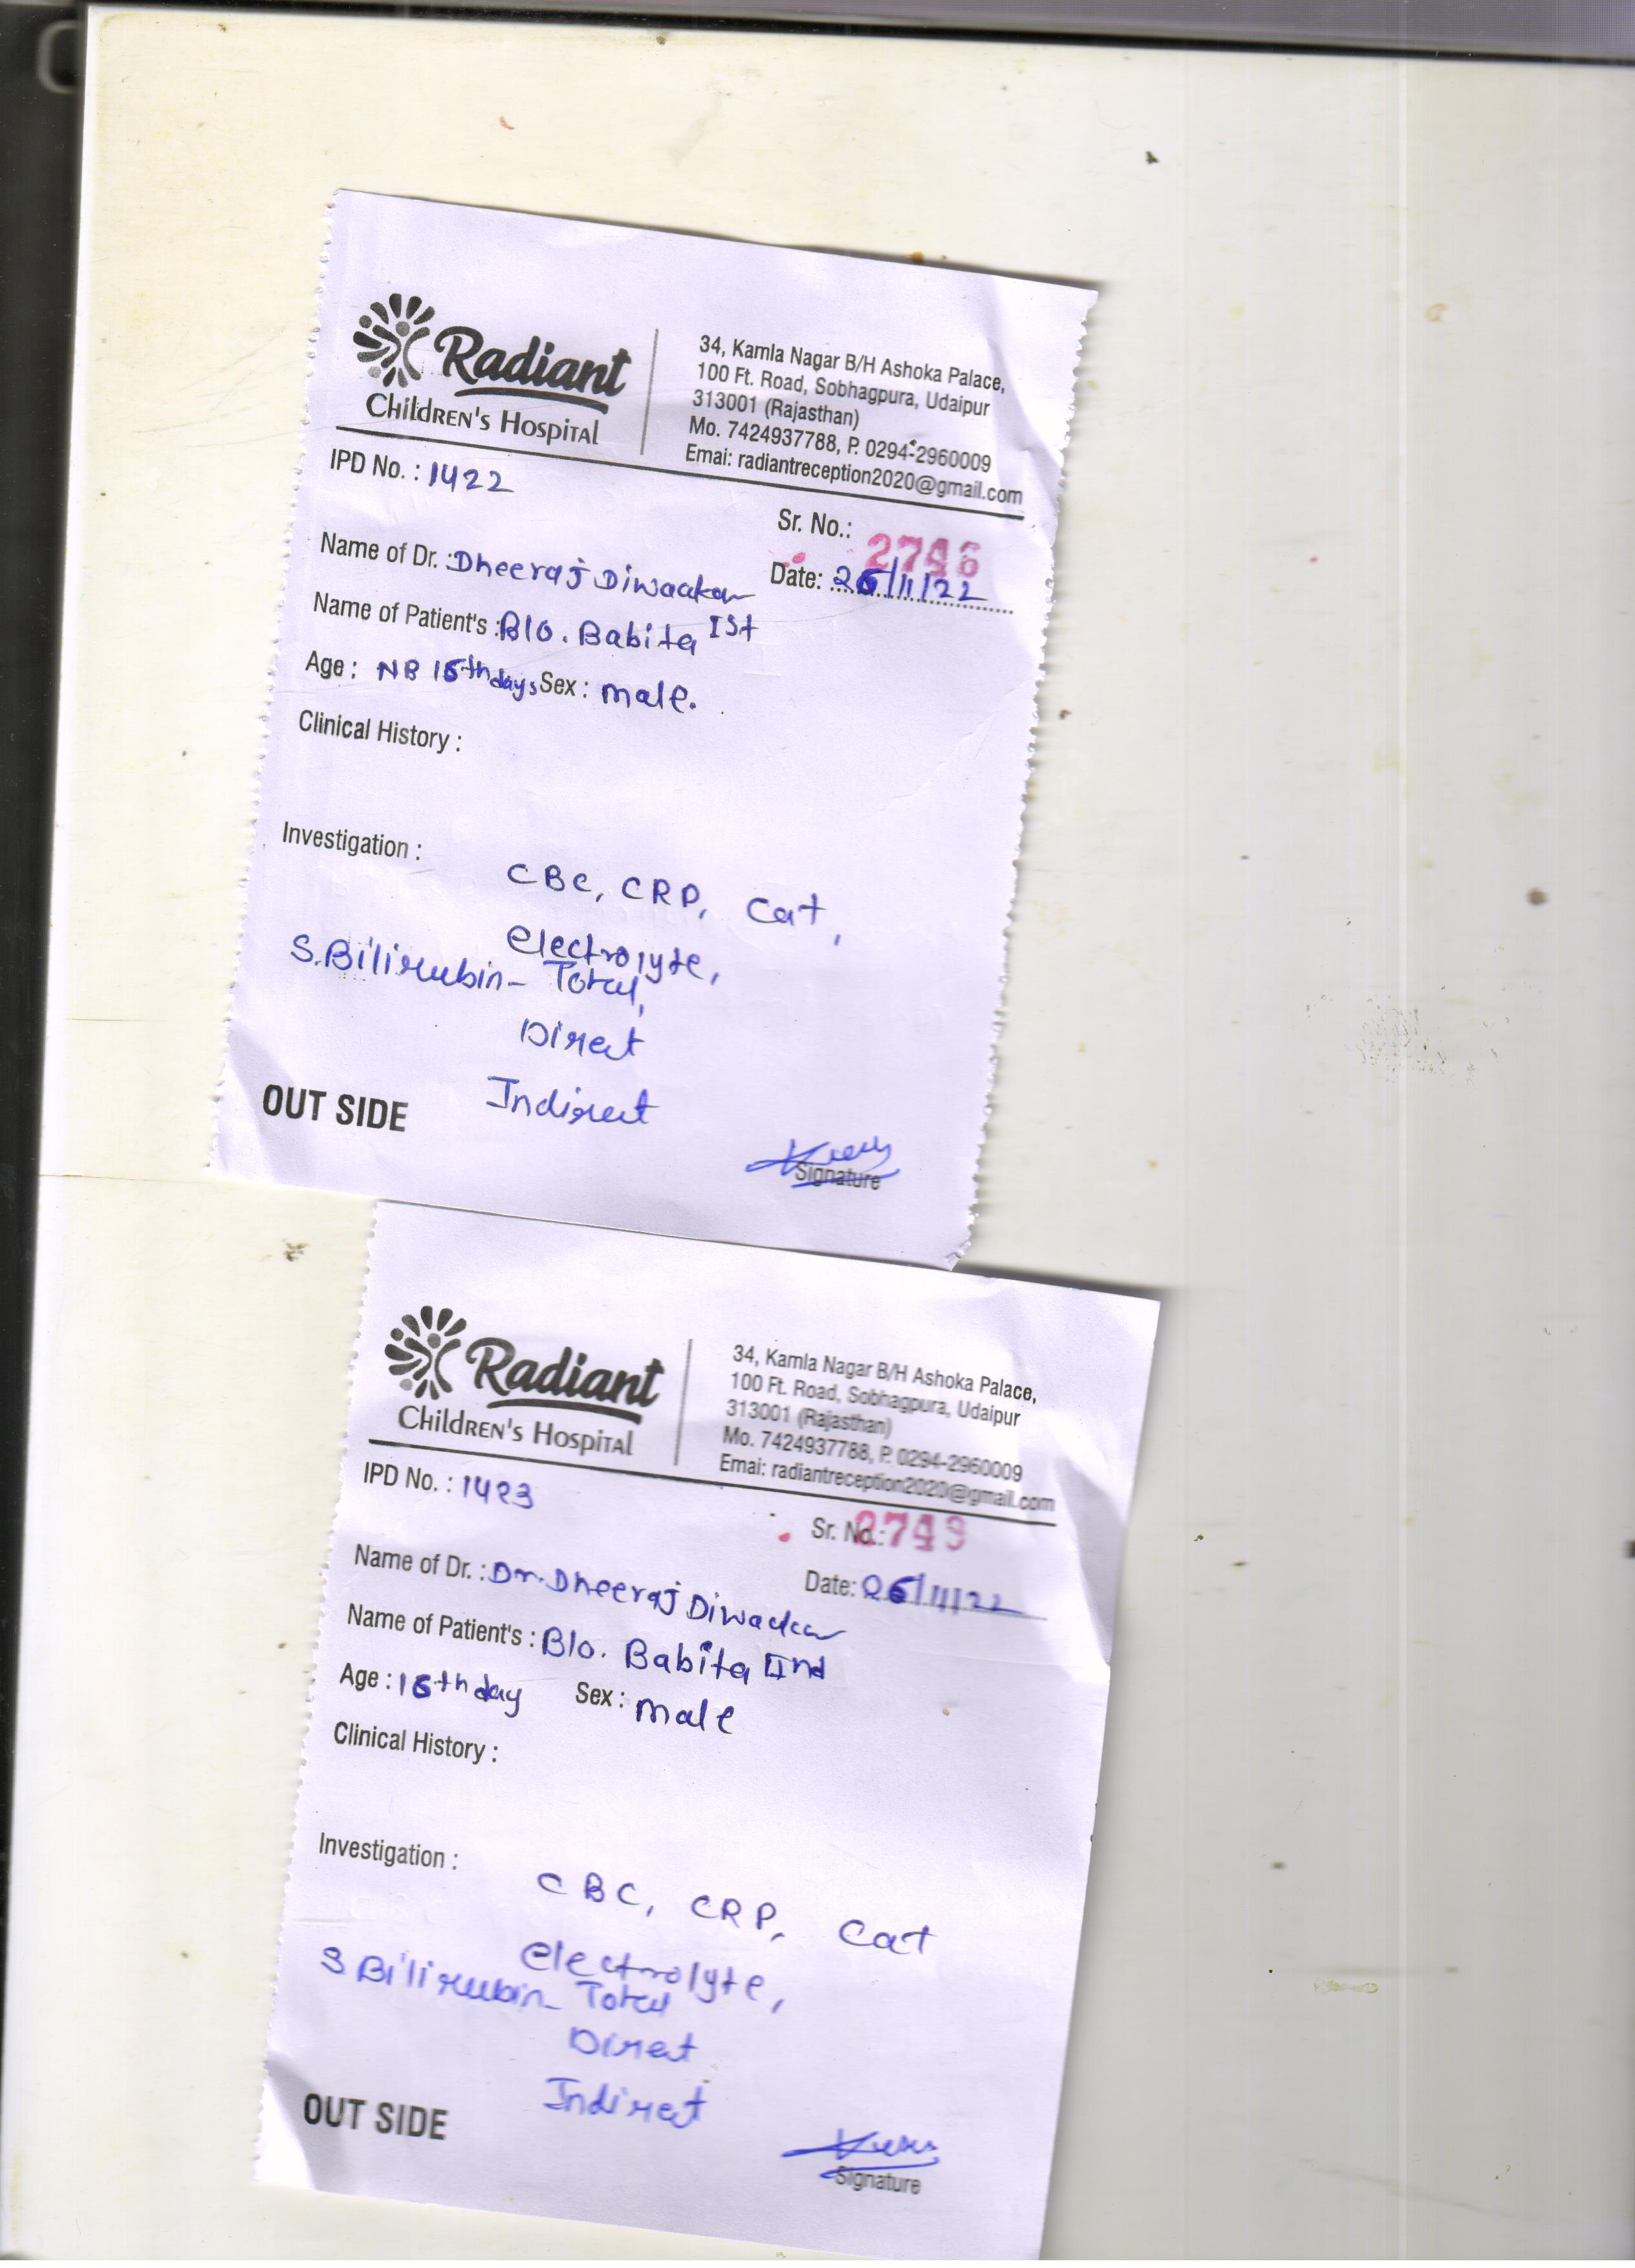 Radiant
Children's Hospital
34, Kamla Nagar B/H Ashoka Palace,
100 Ft. Road, Sobhagpura, Udaipur
313001 (Rajasthan)
Mo. 7424937788, P. 0294-2960009
Emai: radiantreception2020@gmail.com
IPD No. : 1422
Sr. No.: 2746
Name of Dr. : Dheeraj Diwaakar
Date: 26/11/22
Name of Patient's : B/o. Babita Ist
Age : NB 16th days Sex : male.
Clinical History :
Investigation :
CBC, CRP, Cat,
electrolyte,
S.Bilirubin- Total,
Direct
Indirect
OUT SIDE
Signature
Radiant
Children's Hospital
34, Kamla Nagar B/H Ashoka Palace,
100 Ft. Road, Sobhagpura, Udaipur
313001 (Rajasthan)
Mo. 7424937788, P. 0294-2960009
Emai: radiantreception2020@gmail.com
IPD No. : 1423
Sr. No.: 2749
Name of Dr. : Dr. Dheeraj Diwaakar
Date: 26/11/22
Name of Patient's : B/o. Babita IInd
Age : 16th day Sex : male
Clinical History :
Investigation :
CBC, CRP, Cat
electrolyte,
S Bilirubin- Total
Direct
Indirect
OUT SIDE
Signature